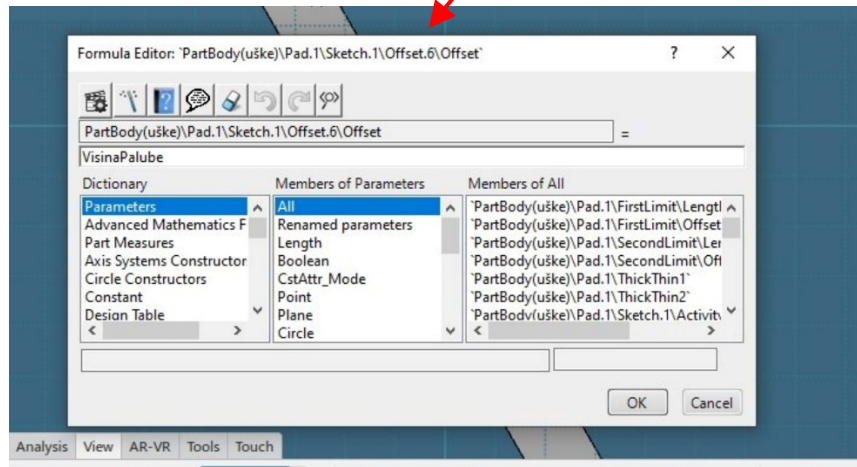 Formula Editor: `PartBody(uške)\Pad.1\Sketch.1\Offset.6\Offset` ? ×
PartBody(uške)\Pad.1\Sketch.1\Offset.6\Offset =
VisinaPalube
Dictionary Members of Parameters Members of All
Parameters All `PartBody(uške)\Pad.1\FirstLimit\Lengtl
Advanced Mathematics F Renamed parameters `PartBody(uške)\Pad.1\FirstLimit\Offset
Part Measures Length `PartBody(uške)\Pad.1\SecondLimit\Ler
Axis Systems Constructor Boolean `PartBody(uške)\Pad.1\SecondLimit\Off
Circle Constructors CstAttr_Mode `PartBody(uške)\Pad.1\ThickThin1`
Constant Point `PartBody(uške)\Pad.1\ThickThin2`
Design Table Plane `PartBody(uške)\Pad.1\Sketch.1\Activity
Circle
OK Cancel
Analysis View AR-VR Tools Touch